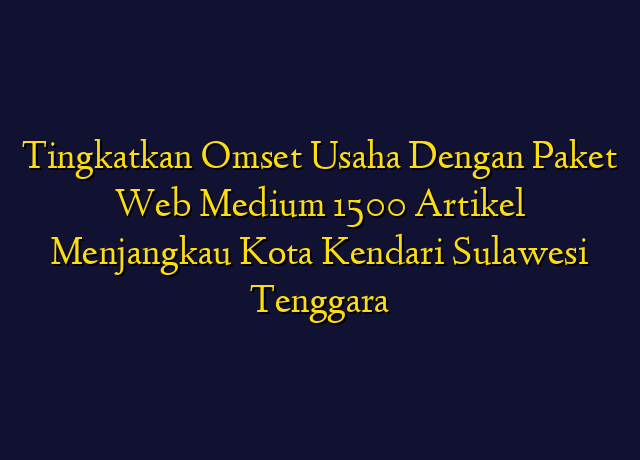 Tingkatkan Omset Usaha Dengan Paket
Web Medium 1500 Artikel
Menjangkau Kota Kendari Sulawesi
Tenggara